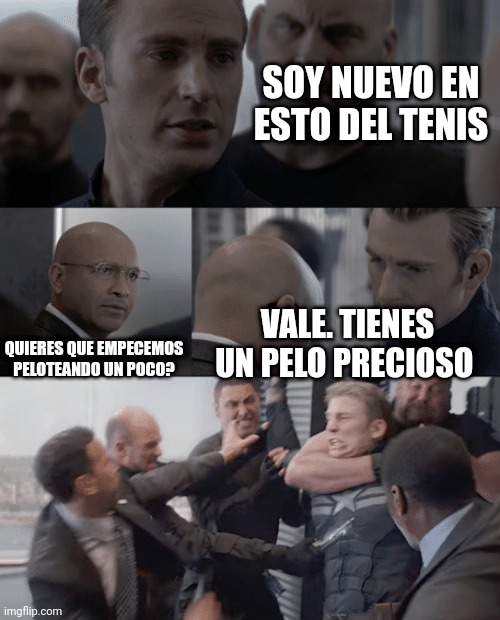 SOY NUEVO EN
ESTO DEL TENIS
QUIERES QUE EMPECEMOS
PELOTEANDO UN POCO?
VALE. TIENES
UN PELO PRECIOSO
imgflip.com